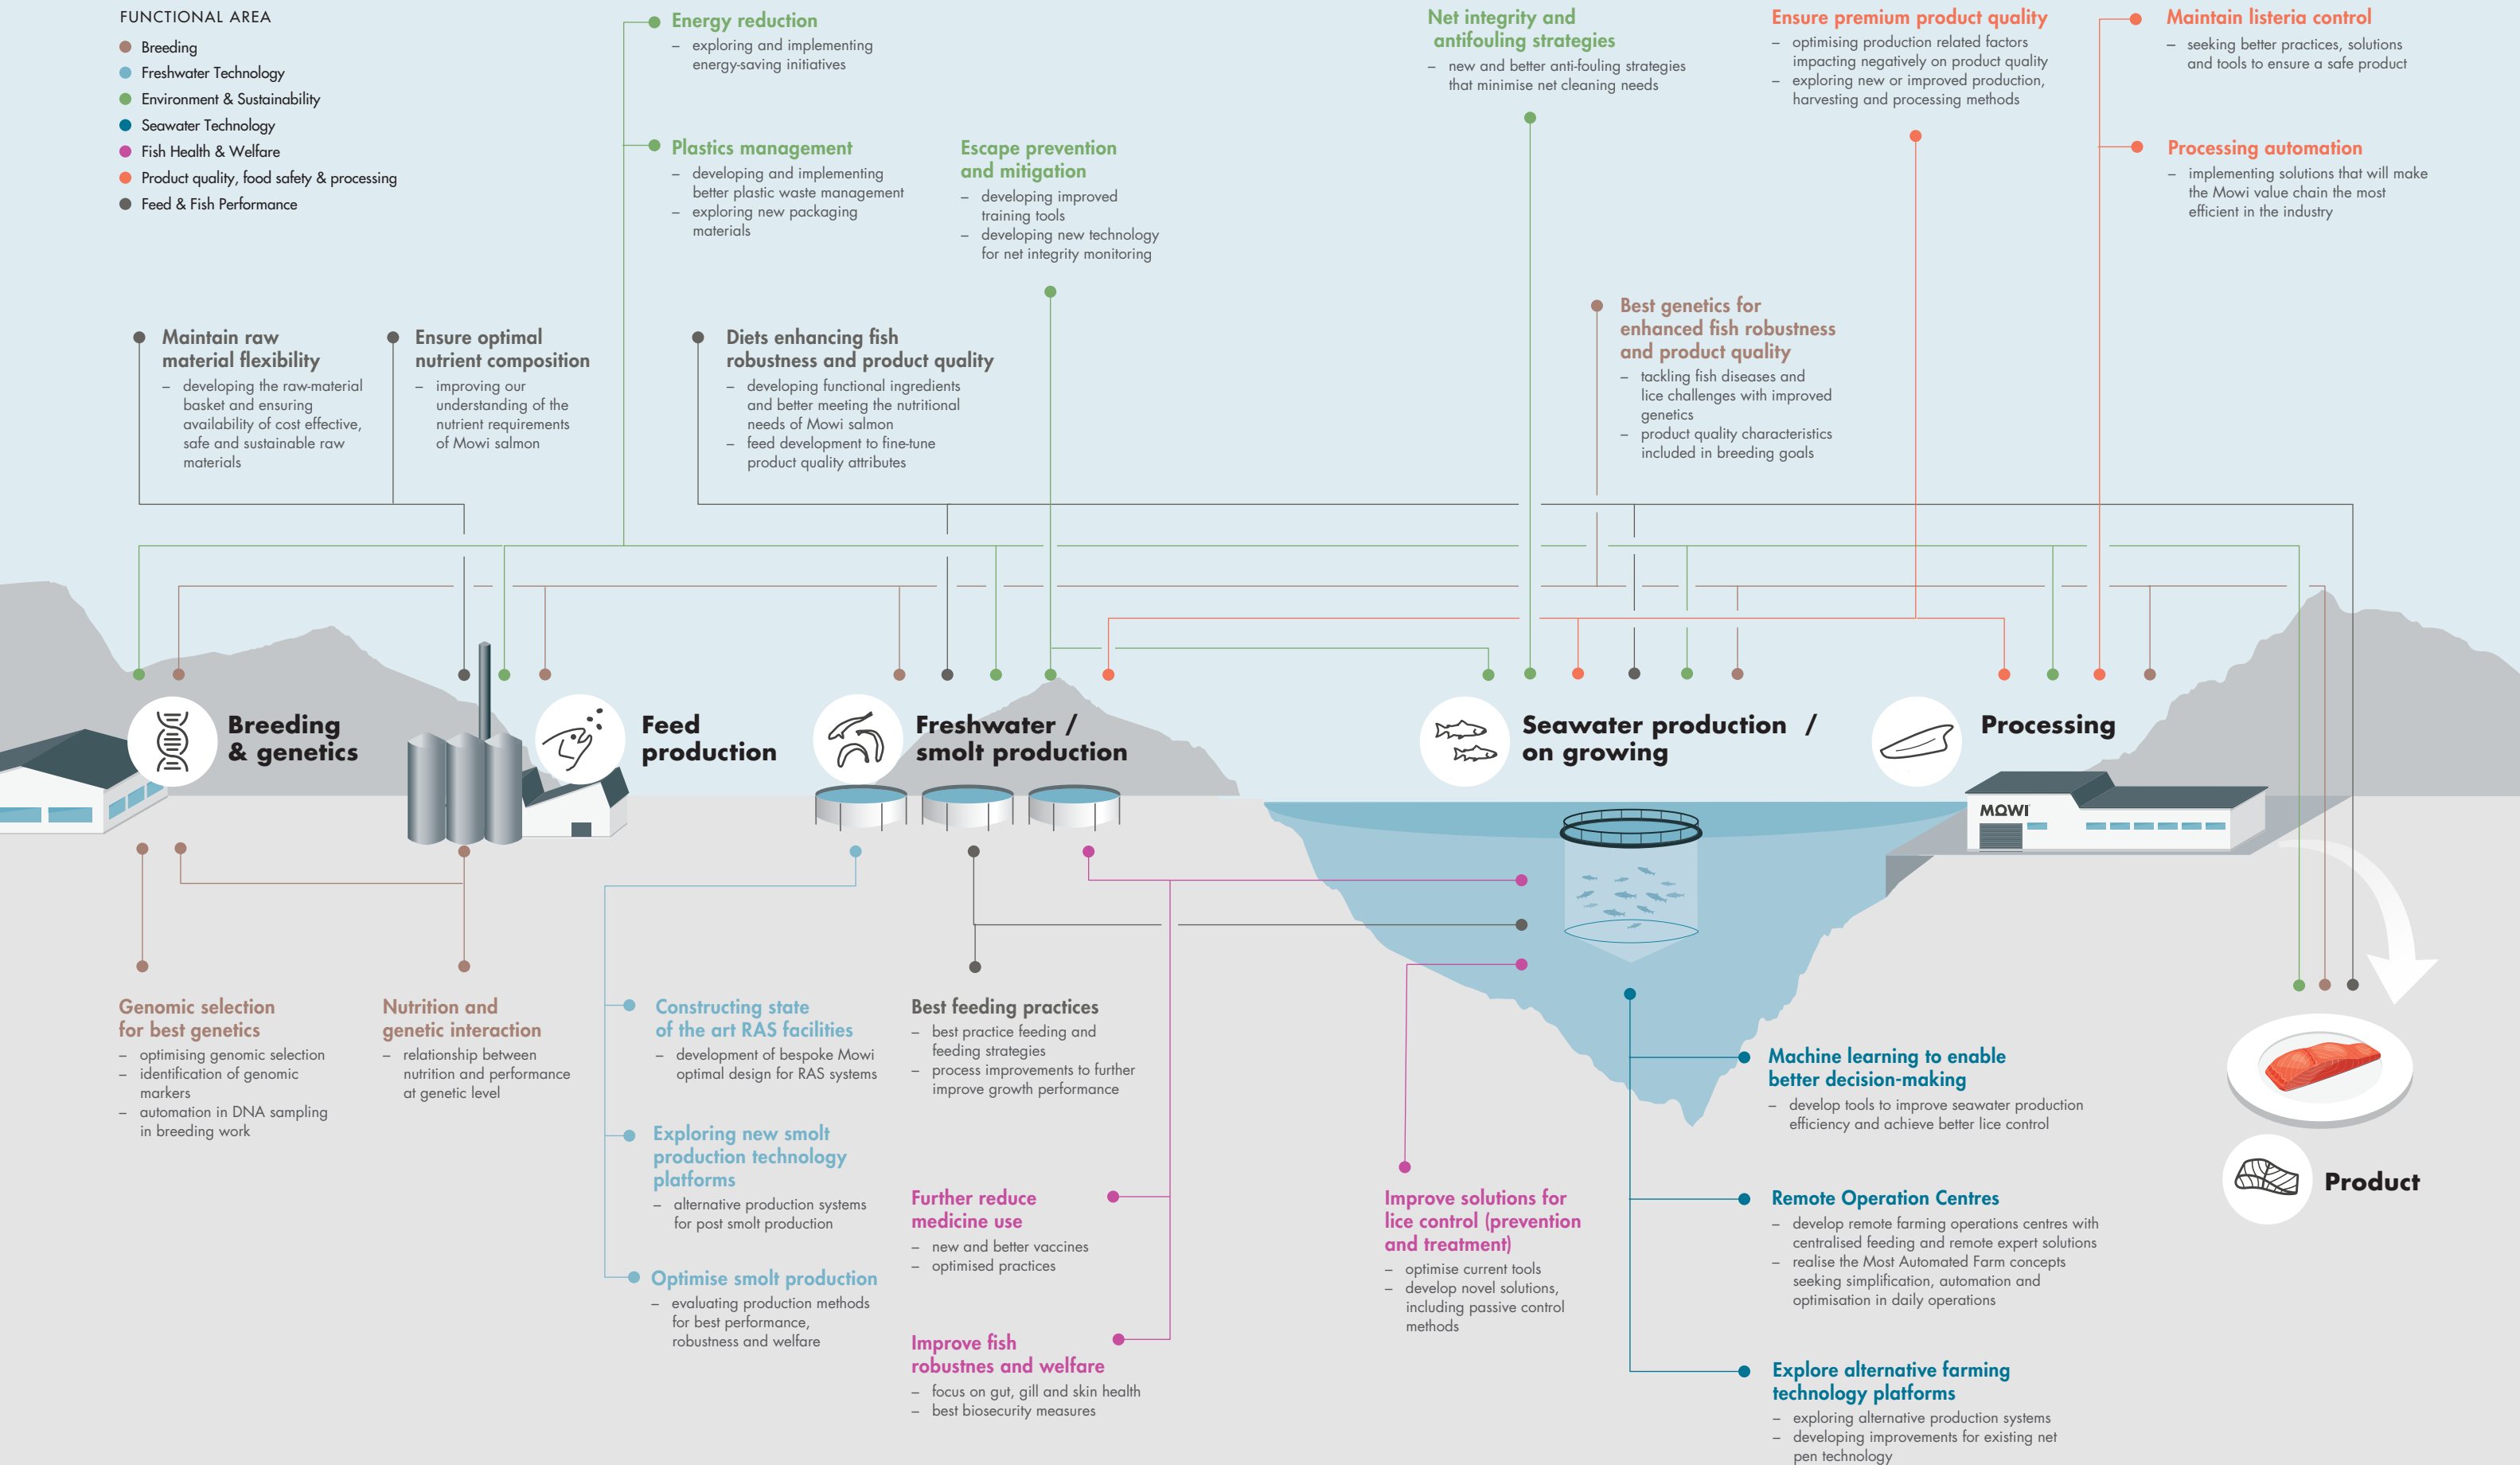 FUNCTIONAL AREA
Breeding
Freshwater Technology
Environment & Sustainability
Seawater Technology
Fish Health & Welfare
Product quality, food safety & processing
Feed & Fish Performance
Energy reduction
– exploring and implementing
energy-saving initiatives
Plastics management
– developing and implementing
better plastic waste management
– exploring new packaging
materials
Escape prevention
and mitigation
– developing improved
training tools
– developing new technology
for net integrity monitoring
Net integrity and
antifouling strategies
– new and better anti-fouling strategies
that minimise net cleaning needs
Ensure premium product quality
– optimising production related factors
impacting negatively on product quality
– exploring new or improved production,
harvesting and processing methods
Maintain listeria control
– seeking better practices, solutions
and tools to ensure a safe product
Processing automation
– implementing solutions that will make
the Mowi value chain the most
efficient in the industry
Maintain raw
material flexibility
– developing the raw-material
basket and ensuring
availability of cost effective,
safe and sustainable raw
materials
Ensure optimal
nutrient composition
– improving our
understanding of the
nutrient requirements
of Mowi salmon
Diets enhancing fish
robustness and product quality
– developing functional ingredients
and better meeting the nutritional
needs of Mowi salmon
– feed development to fine-tune
product quality attributes
Best genetics for
enhanced fish robustness
and product quality
– tackling fish diseases and
lice challenges with improved
genetics
– product quality characteristics
included in breeding goals
Breeding
& genetics
Feed
production
Freshwater /
smolt production
Seawater production /
on growing
Processing
MOWI
Genomic selection
for best genetics
– optimising genomic selection
– identification of genomic
markers
– automation in DNA sampling
in breeding work
Nutrition and
genetic interaction
– relationship between
nutrition and performance
at genetic level
Constructing state
of the art RAS facilities
– development of bespoke Mowi
optimal design for RAS systems
Exploring new smolt
production technology
platforms
– alternative production systems
for post smolt production
Optimise smolt production
– evaluating production methods
for best performance,
robustness and welfare
Best feeding practices
– best practice feeding and
feeding strategies
– process improvements to further
improve growth performance
Further reduce
medicine use
– new and better vaccines
– optimised practices
Improve fish
robustnes and welfare
– focus on gut, gill and skin health
– best biosecurity measures
Improve solutions for
lice control (prevention
and treatment)
– optimise current tools
– develop novel solutions,
including passive control
methods
Machine learning to enable
better decision-making
– develop tools to improve seawater production
efficiency and achieve better lice control
Remote Operation Centres
– develop remote farming operations centres with
centralised feeding and remote expert solutions
– realise the Most Automated Farm concepts
seeking simplification, automation and
optimisation in daily operations
Explore alternative farming
technology platforms
– exploring alternative production systems
– developing improvements for existing net
pen technology
Product